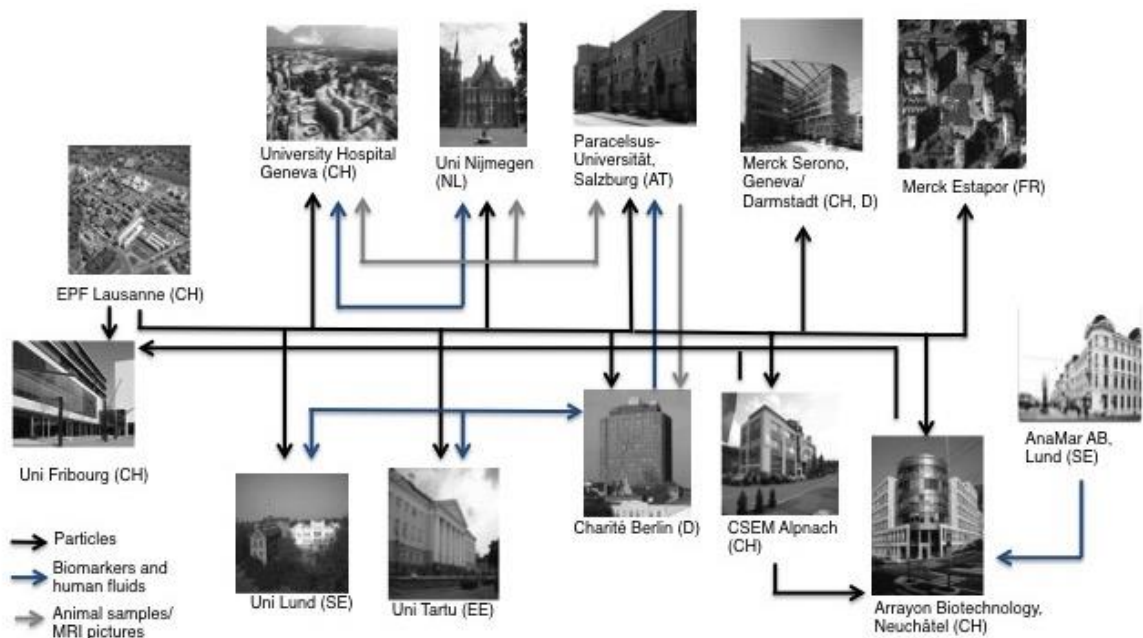 University Hospital
Geneva (CH)
Uni Nijmegen
(NL)
Paracelsus-
Universität,
Salzburg (AT)
Merck Serono,
Geneva/
Darmstadt (CH, D)
Merck Estapor (FR)
EPF Lausanne (CH)
Uni Fribourg (CH)
AnaMar AB,
Lund (SE)
Uni Lund (SE)
Uni Tartu (EE)
Charité Berlin (D)
CSEM Alpnach
(CH)
Arrayon Biotechnology,
Neuchâtel (CH)
Particles
Biomarkers and
human fluids
Animal samples/
MRI pictures